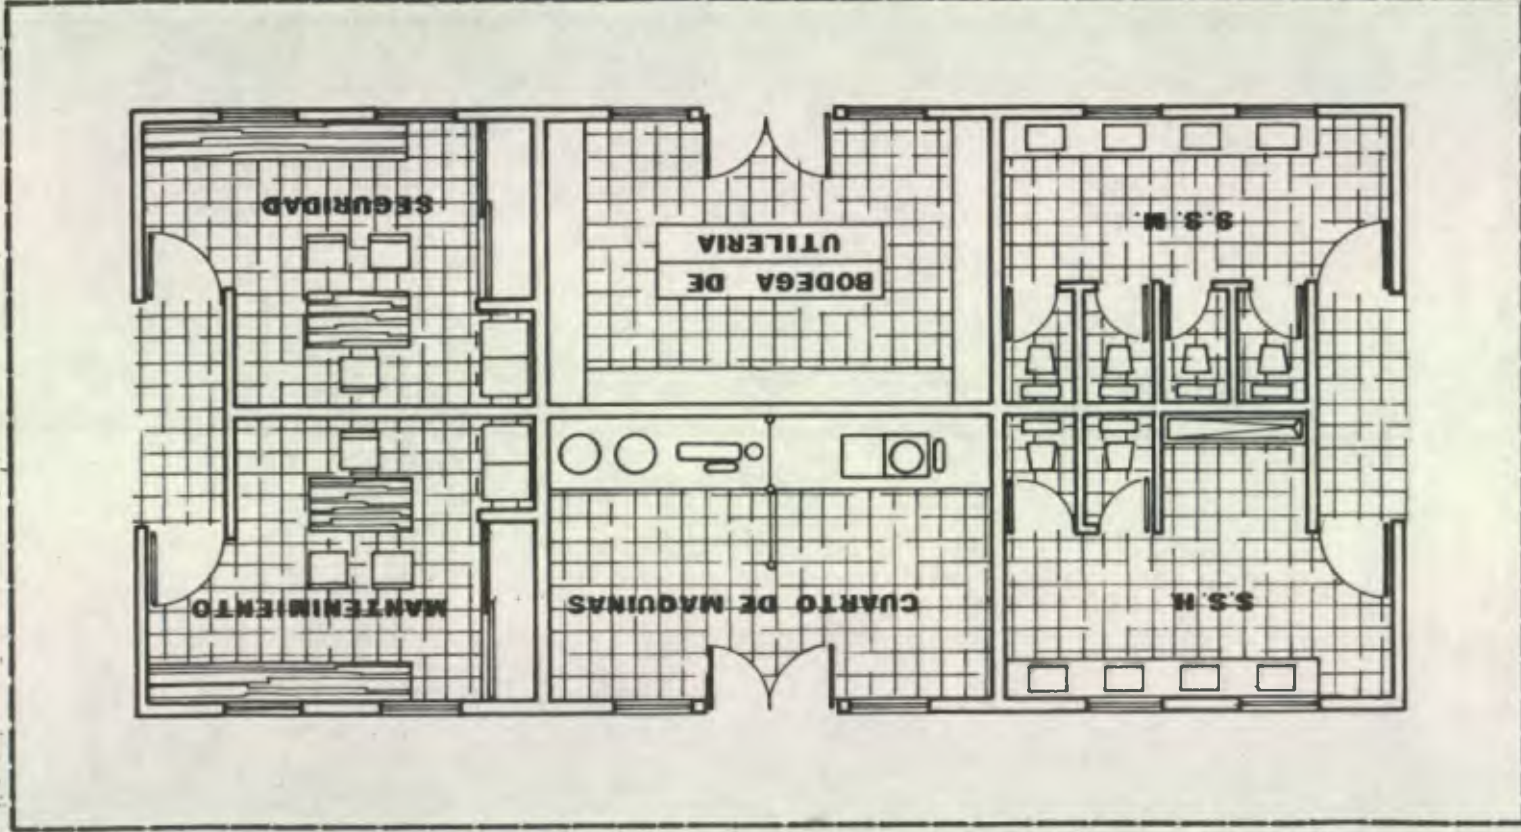 S.S. H.
CUARTO DE MAQUINAS
MANTENIMIENTO
BODEGA DE
UTILERIA
S.S. M.
SEGURIDAD